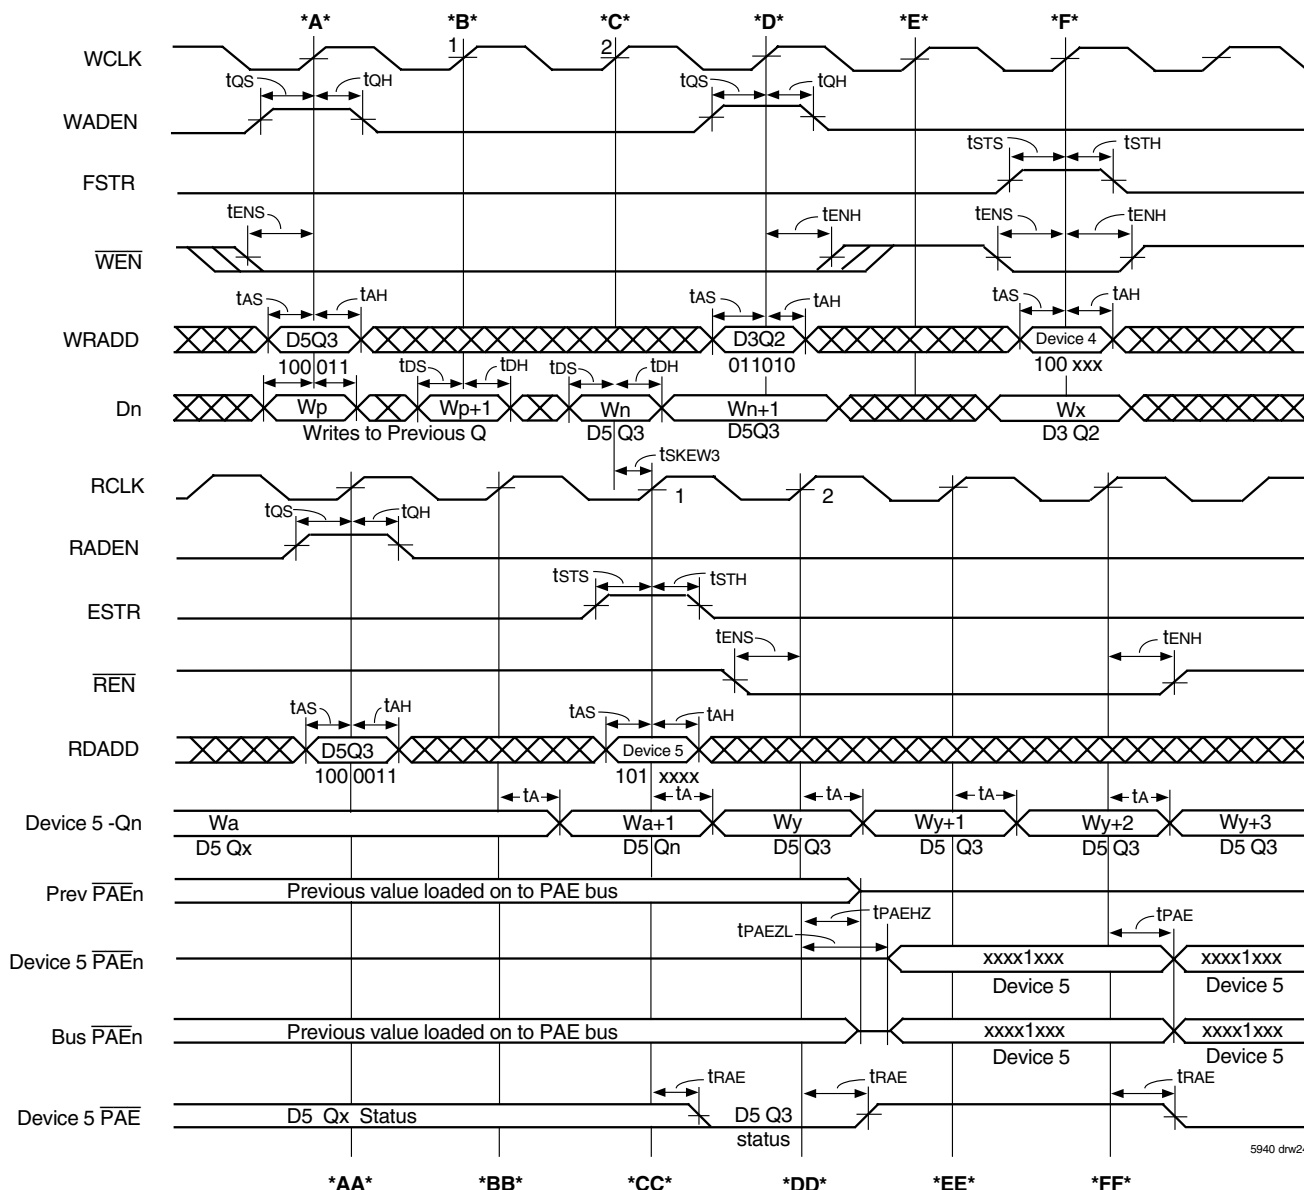 *A* *B* *C* *D* *E* *F*
WCLK 1 2
tQS tQH tQS tQH
WADEN
tSTS tSTH
FSTR
tENS tENH tENS tENH
WEN
tAS tAH tAS tAH tAS tAH
WRADD D5Q3 D3Q2 Device 4
100 011 011010 100 xxx
tDS tDH tDS tDH
Dn Wp Wp+1 Wn Wn+1 Wx
Writes to Previous Q D5 Q3 D5Q3 D3 Q2
tSKEW3
RCLK 1 2
tQS tQH
RADEN
tSTS tSTH
ESTR
tENS tENH
REN
tAS tAH tAS tAH
RDADD D5Q3 Device 5
100 0011 101 xxxx
tA tA tA tA tA
Device 5 -Qn Wa Wa+1 Wy Wy+1 Wy+2 Wy+3
D5 Qx D5 Qn D5 Q3 D5 Q3 D5 Q3 D5 Q3
Prev PAEn Previous value loaded on to PAE bus
tPAEHZ tPAE
tPAEZL
Device 5 PAEn xxxx1xxx xxxx1xxx
Device 5 Device 5
Bus PAEn Previous value loaded on to PAE bus xxxx1xxx xxxx1xxx
Device 5 Device 5
tRAE tRAE tRAE
Device 5 PAE D5 Qx Status D5 Q3
status
5940 drw24
*AA* *BB* *CC* *DD* *EE* *FF*